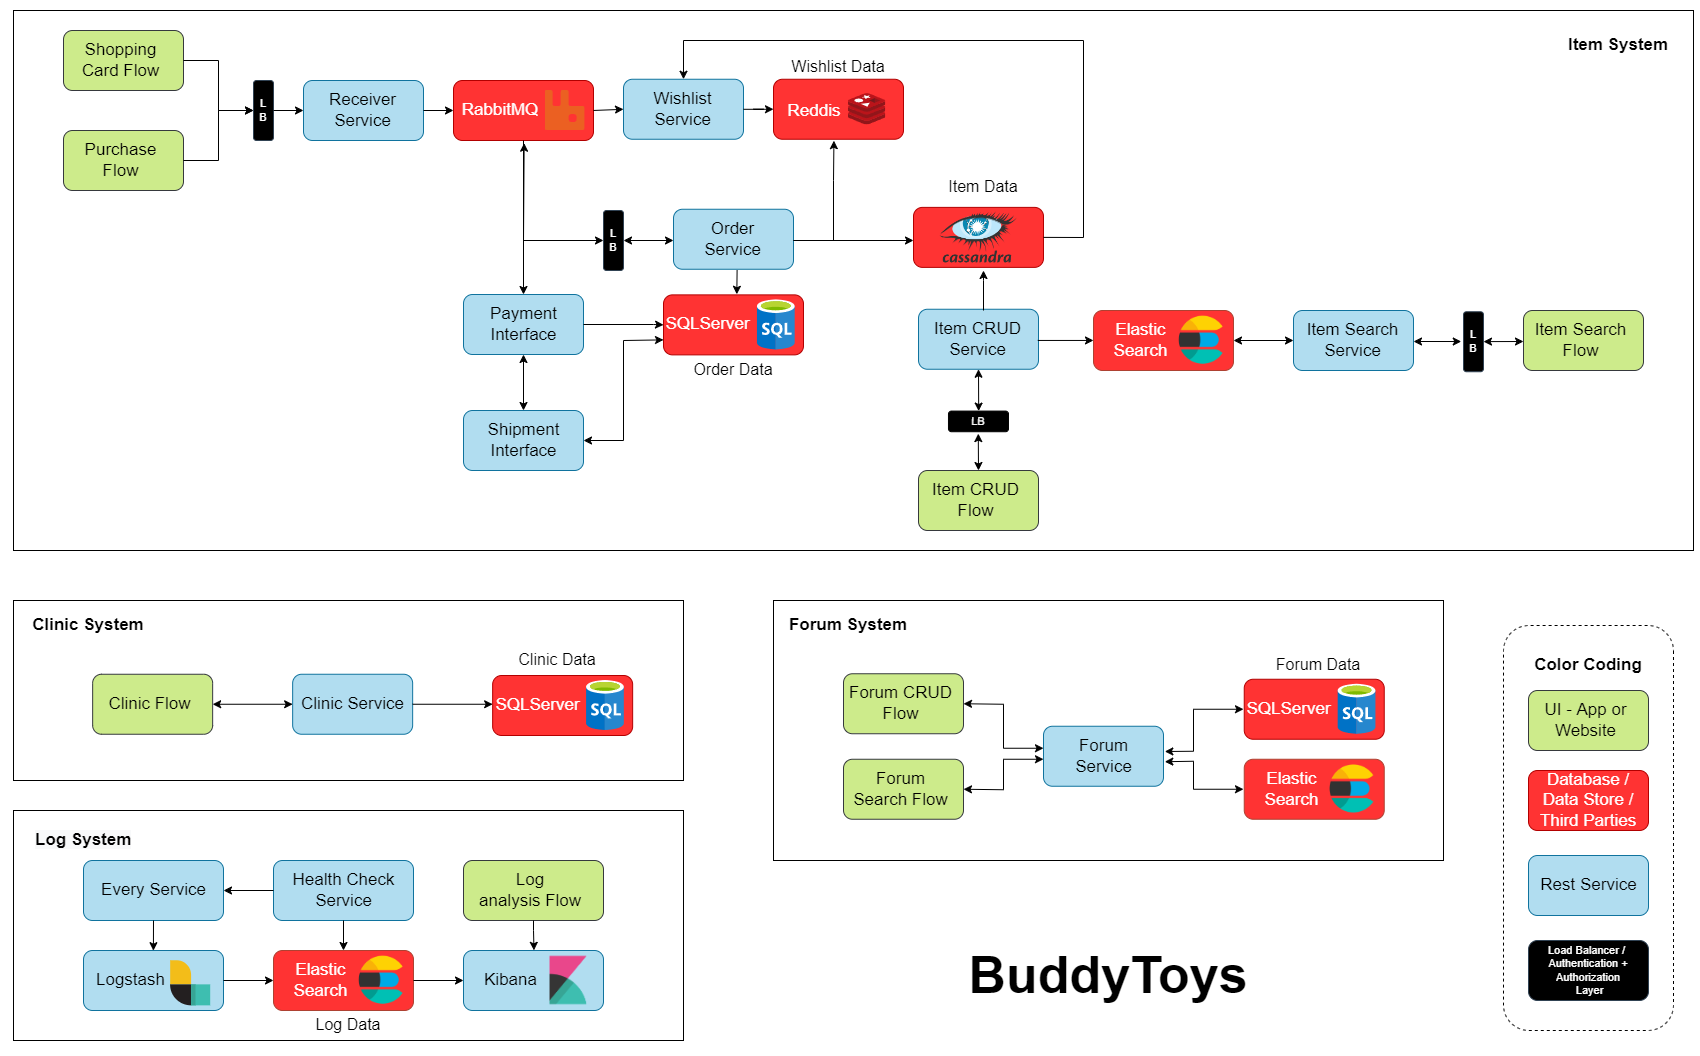 Item System
Shopping
Card Flow
Purchase
Flow
L
B
Receiver
Service
RabbitMQ
Wishlist
Service
Wishlist Data
Reddis
L
B
Order
Service
Item Data
cassandra
Payment
Interface
SQLServer
SQL
Order Data
Shipment
Interface
Item CRUD
Service
Elastic
Search
Item Search
Service
L
B
Item Search
Flow
LB
Item CRUD
Flow
Clinic System
Clinic Flow
Clinic Service
Clinic Data
SQLServer
SQL
Forum System
Forum CRUD
Flow
Forum
Search Flow
Forum
Service
Forum Data
SQLServer
SQL
Elastic
Search
Log System
Every Service
Health Check
Service
Log
analysis Flow
Logstash
Elastic
Search
Kibana
Log Data
BuddyToys
Color Coding
UI - App or
Website
Database /
Data Store /
Third Parties
Rest Service
Load Balancer /
Authentication +
Authorization
Layer